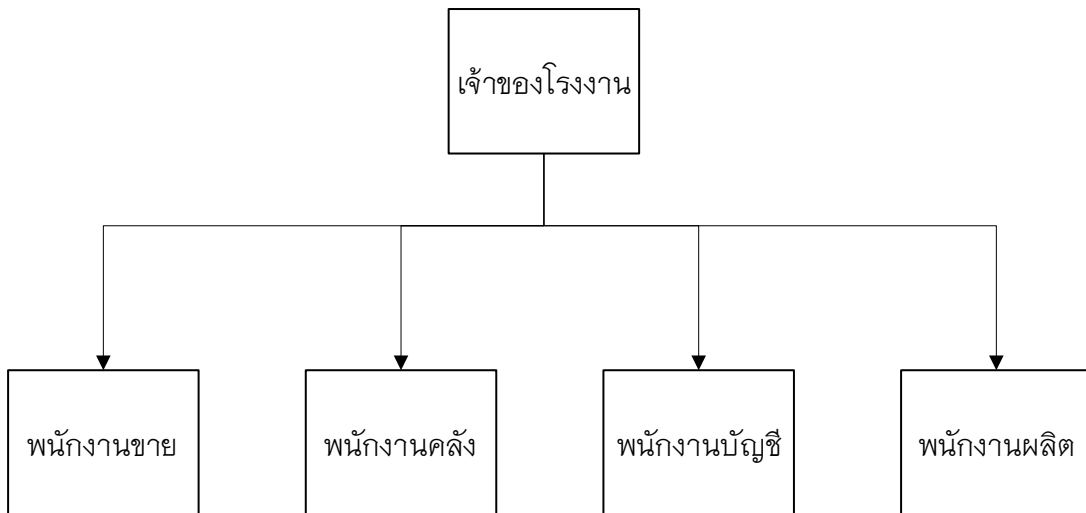 เจ้าของโรงงาน
พนักงานขาย
พนักงานคลัง
พนักงานบัญชี
พนักงานผลิต